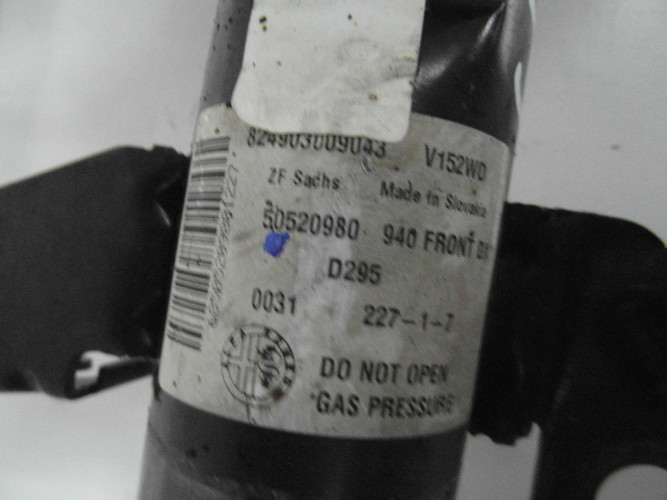 824903009043 V152WD
ZF Sachs Made in Slovakia
50520980 940 FRONT DX
D295
0031 227-1-7
DO NOT OPEN
GAS PRESSURE